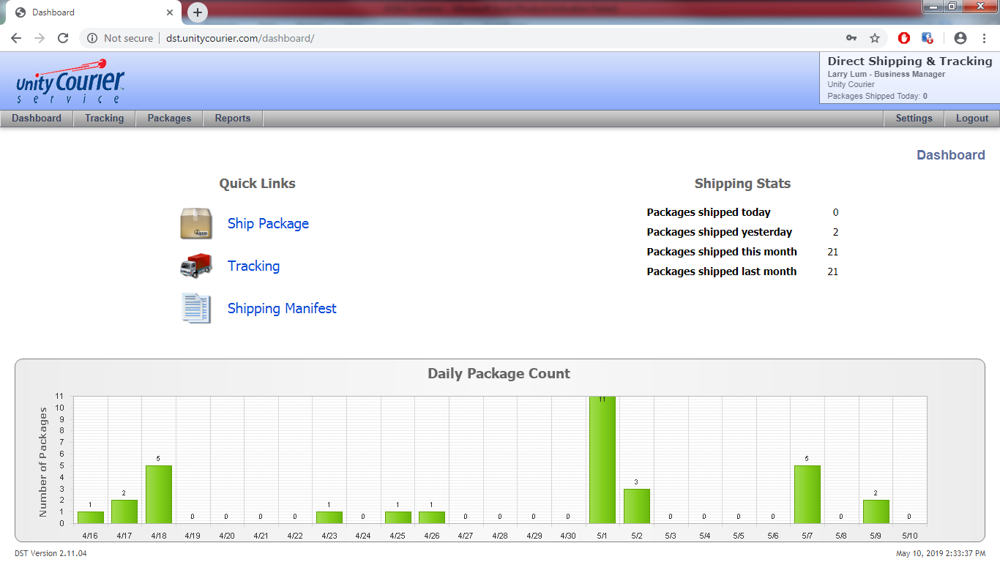 Dashboard
Not secure
dst.unitycourier.com/dashboard/
Unity Courier
service
Direct Shipping & Tracking
Larry Lum - Business Manager
Unity Courier
Packages Shipped Today: 0
Dashboard Tracking Packages Reports Settings Logout
Dashboard
Quick Links
Ship Package
Tracking
Shipping Manifest
Shipping Stats
Packages shipped today 0
Packages shipped yesterday 2
Packages shipped this month 21
Packages shipped last month 21
Daily Package Count
Number of Packages
11
10
9
8
7
6
5
4
3
2
1
0
1 2 5 0 0 0 0 1 0 1 1 0 0 0 0 11 3 0 0 0 0 5 0 2 0
4/16 4/17 4/18 4/19 4/20 4/21 4/22 4/23 4/24 4/25 4/26 4/27 4/28 4/29 4/30 5/1 5/2 5/3 5/4 5/5 5/6 5/7 5/8 5/9 5/10
DST Version 2.11.04
May 10, 2019 2:33:37 PM